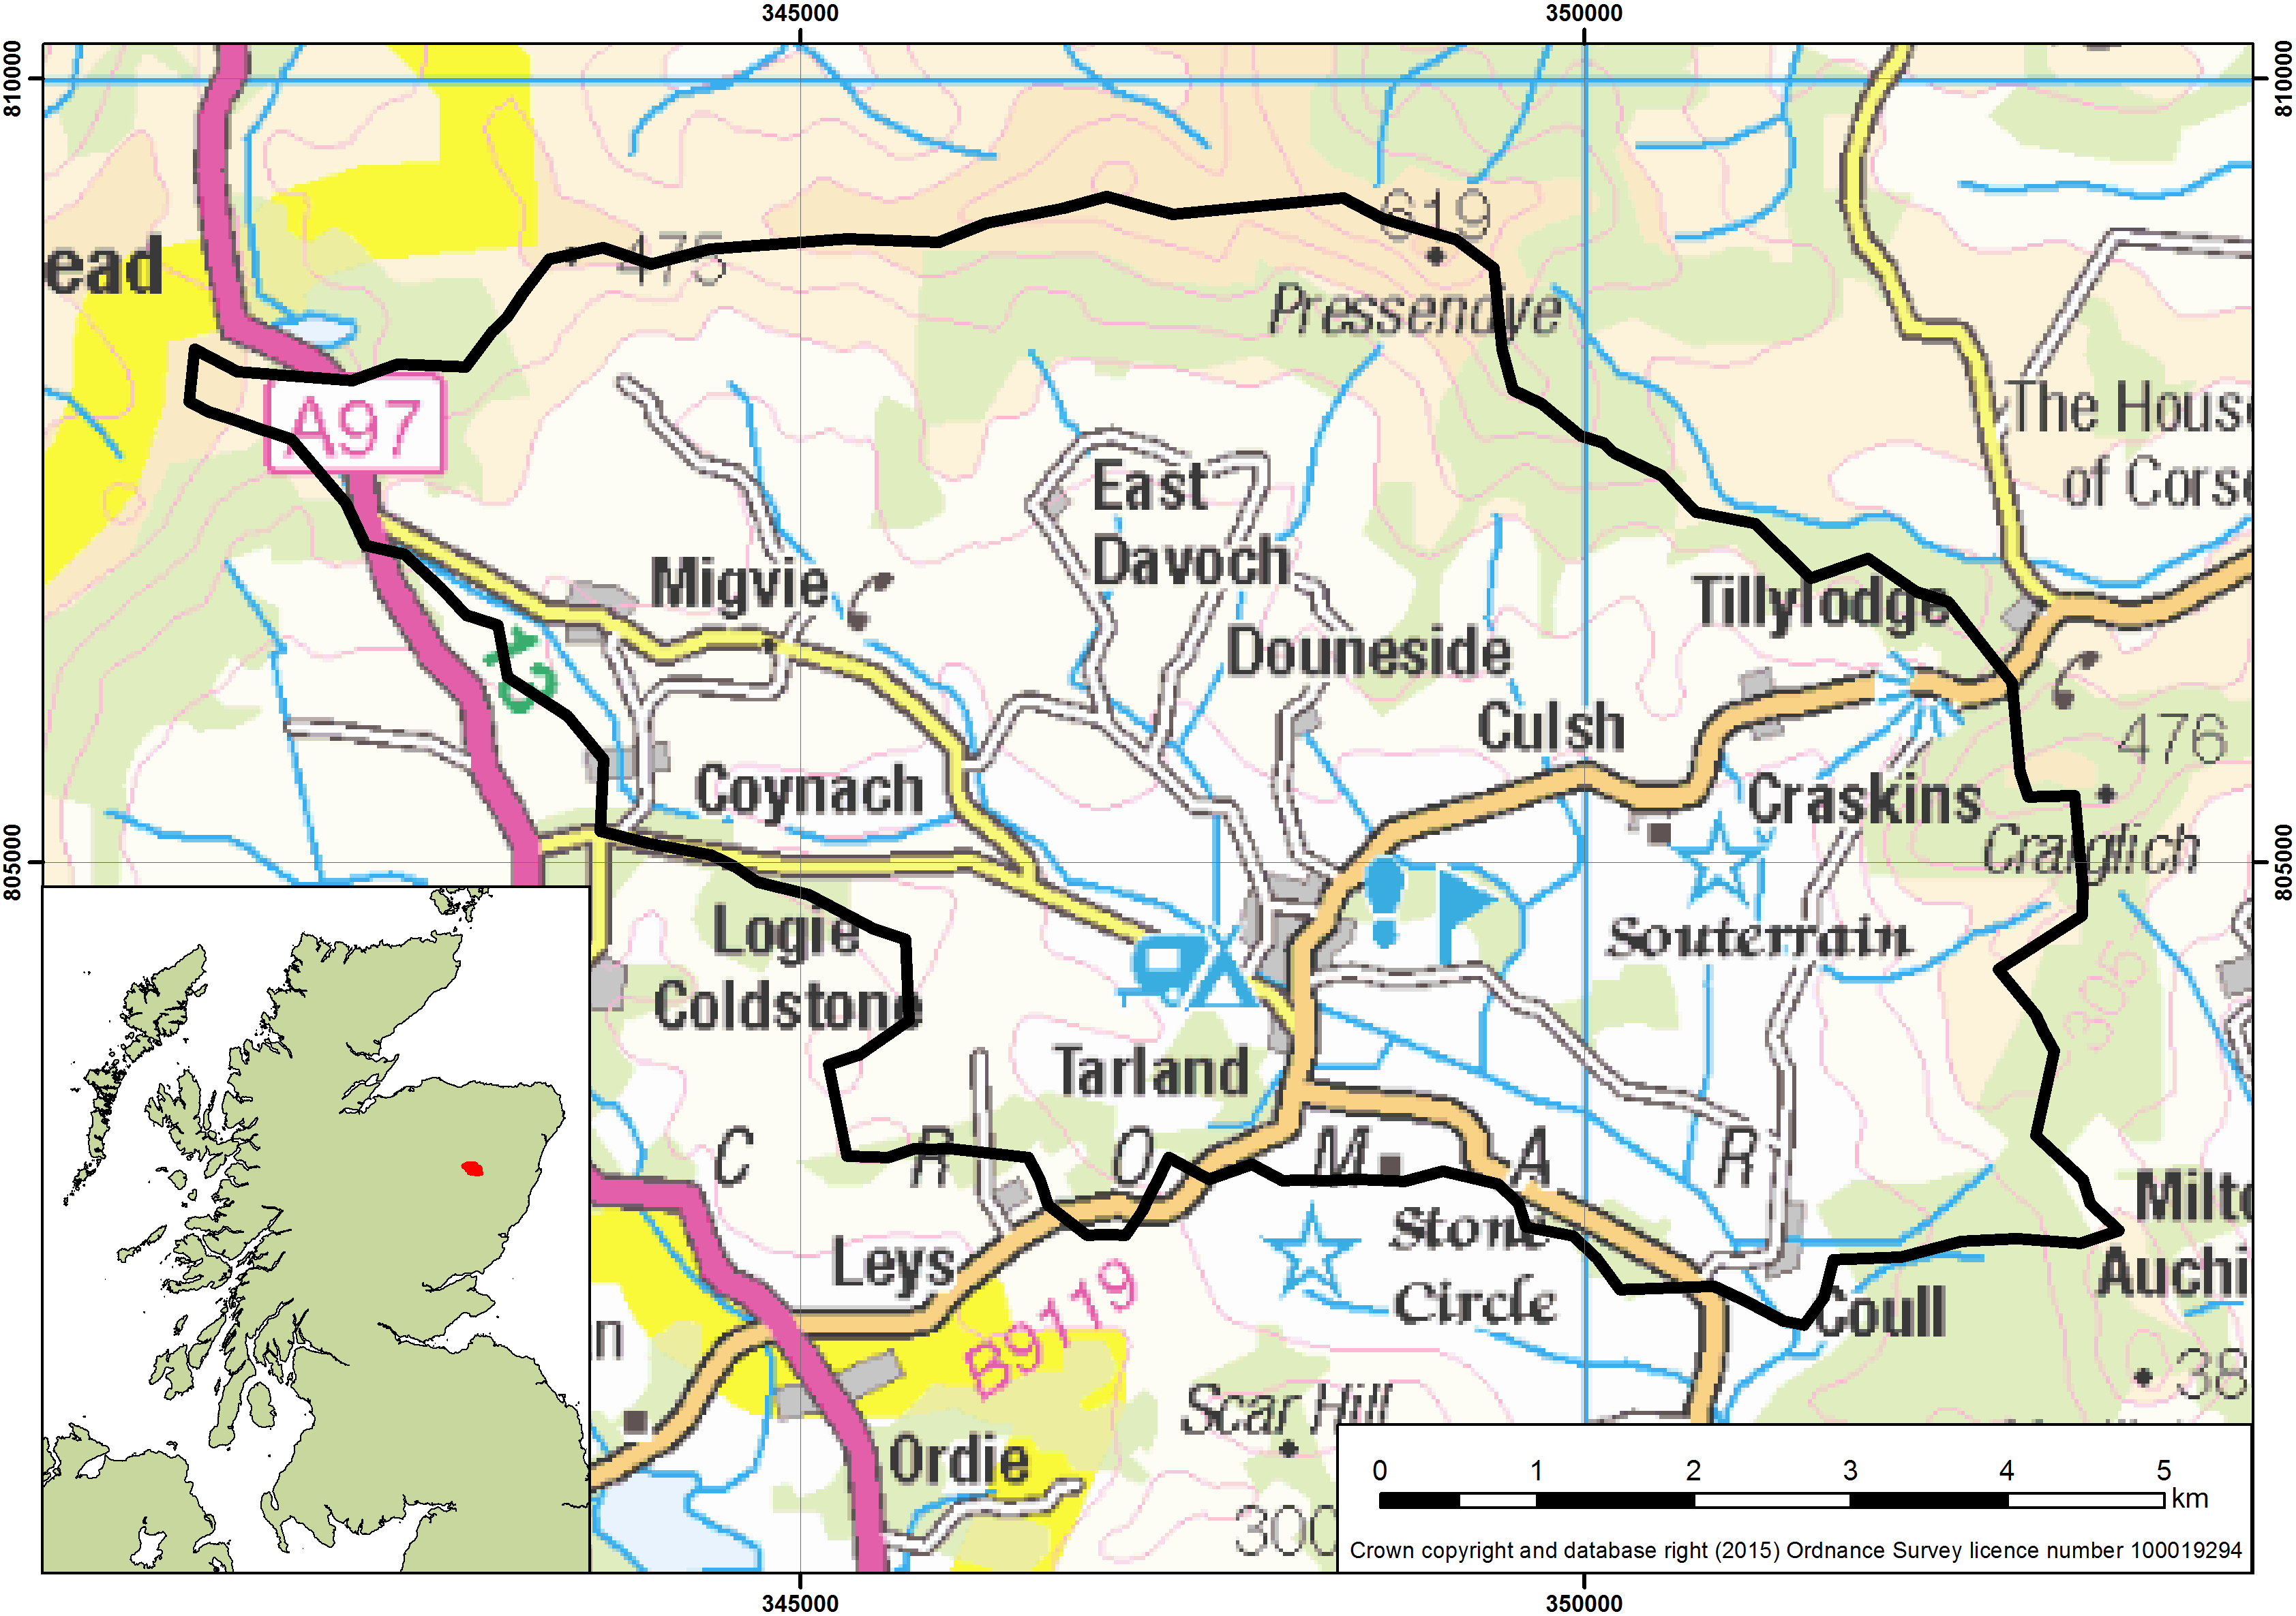 345000
350000
810000
810000
619
ead
475
Pressendye
The House
of Corse
A97
East
Davoch
Migvie
Tillylodge
Douneside
A3
Culsh
476
Coynach
Craskins
Craiglich
805000
805000
Logie
Coldstone
Souterrain
305
Tarland
C R O M A R
Milto
Auchi
Leys
Stone
Circle
Coull
B9119
n
Scar Hill
38
Ordie
300
0 1 2 3 4 5
km
Crown copyright and database right (2015) Ordnance Survey licence number 100019294
345000
350000